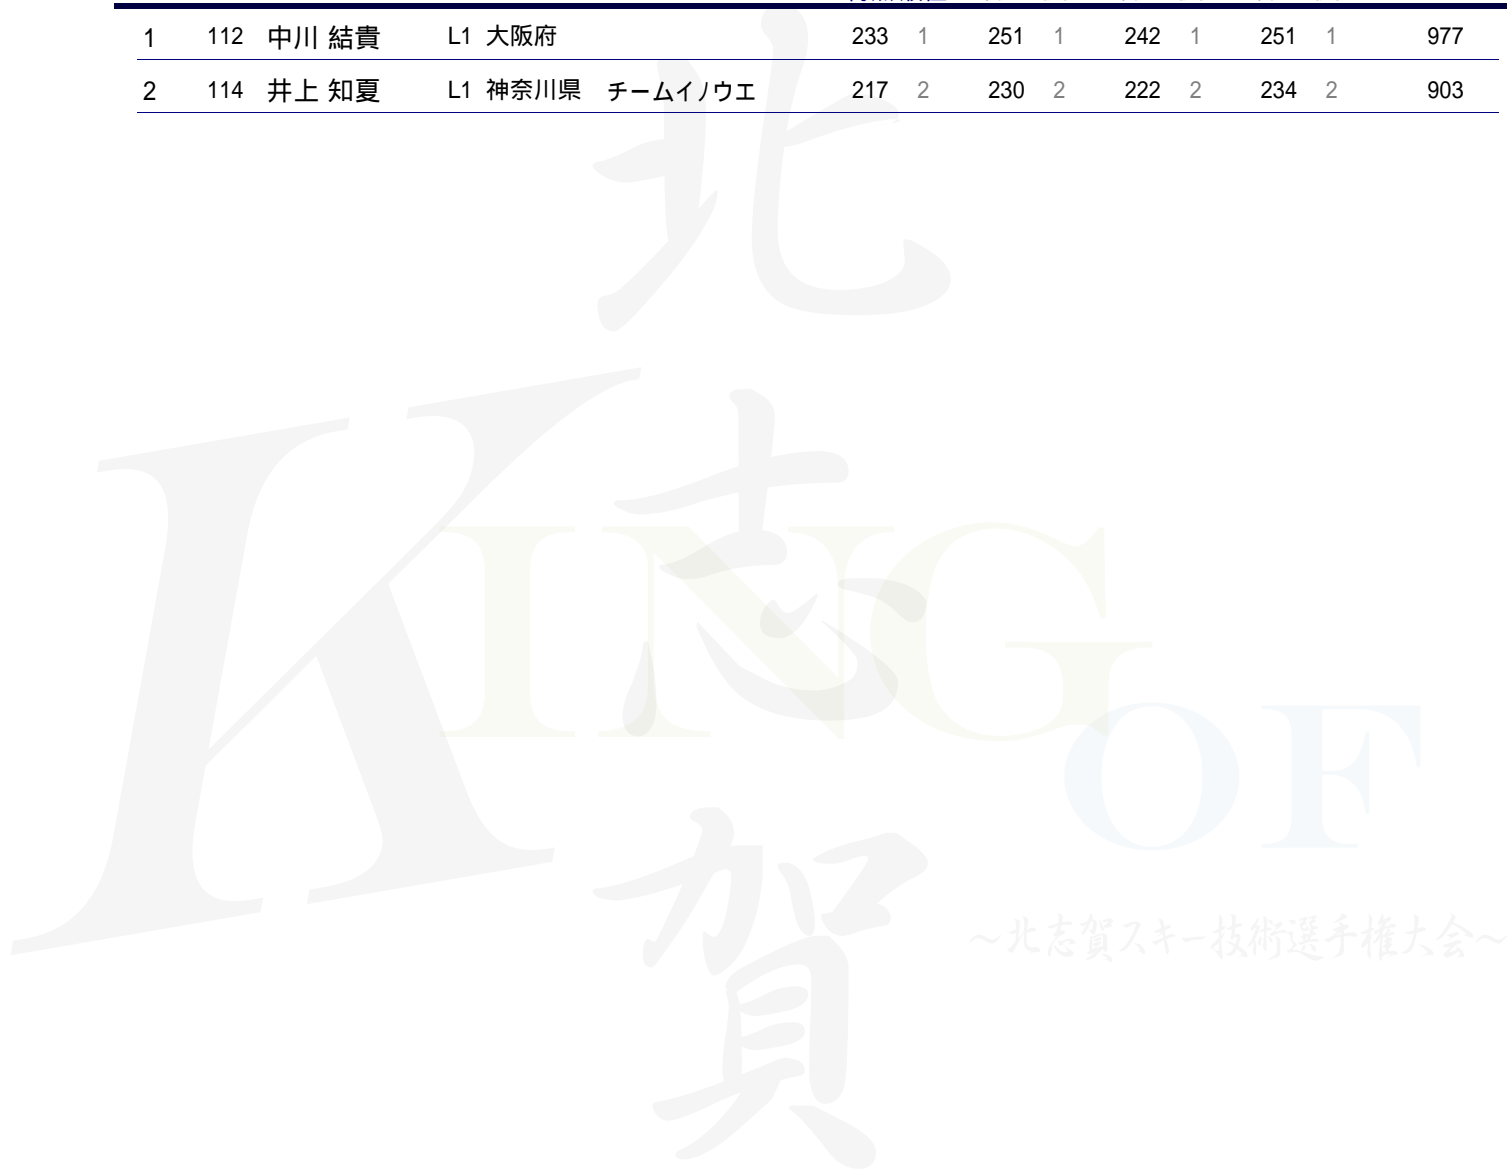 1 112 中川 結貴 L1 大阪府 233 1 251 1 242 1 251 1 977
2 114 井上 知夏 L1 神奈川県 チームイノウエ 217 2 230 2 222 2 234 2 903
北
志
賀
KING
OF
～北志賀スキー技術選手権大会～